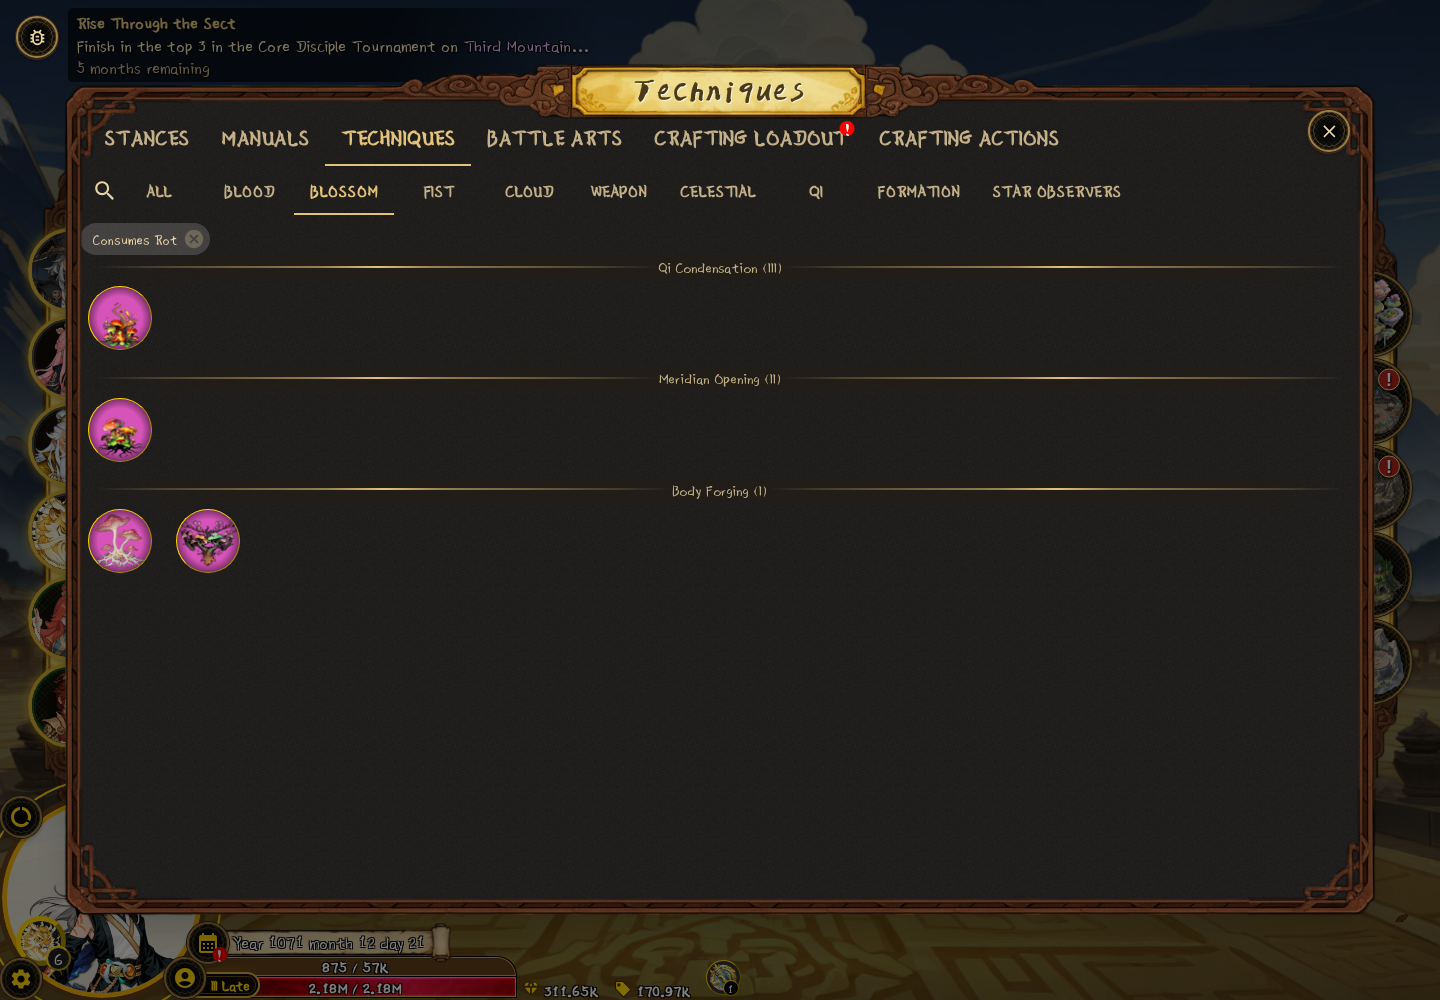 Rise Through the Sect
Finish in the top 3 in the Core Disciple Tournament on Third Mountain...
5 months remaining
Techniques
STANCES MANUALS TECHNIQUES BATTLE ARTS CRAFTING LOADOUT ! CRAFTING ACTIONS
ALL BLOOD BLOSSOM FIST CLOUD WEAPON CELESTIAL QI FORMATION STAR OBSERVERS
Consumes Rot
Qi Condensation (III)
!
Meridian Opening (II)
!
Body Forging (I)
Year 1071 month 12 day 21
6
!
875 / 57k
III Late
2.18M / 2.18M
311.65k
170.97k
1